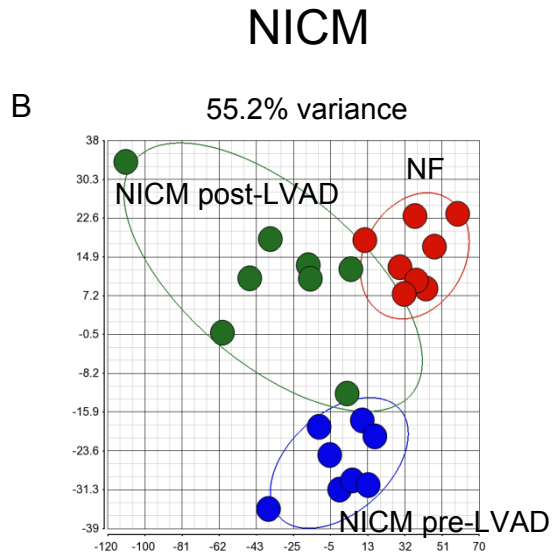 NICM
B
55.2% variance
38
30.3
22.6
14.9
7.2
-0.5
-8.2
-15.9
-23.6
-31.3
-39
NF
NICM post-LVAD
NICM pre-LVAD
-120 -100 -81 -62 -43 -25 -5 13 32 51 70